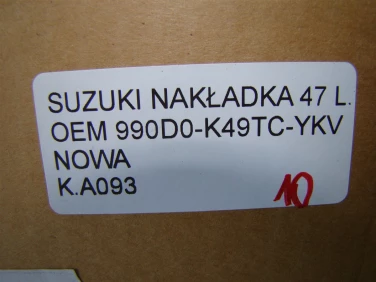 SUZUKI NAKŁADKA 47 L.
OEM 990D0-K49TC-YKV
NOWA
K.A093
10